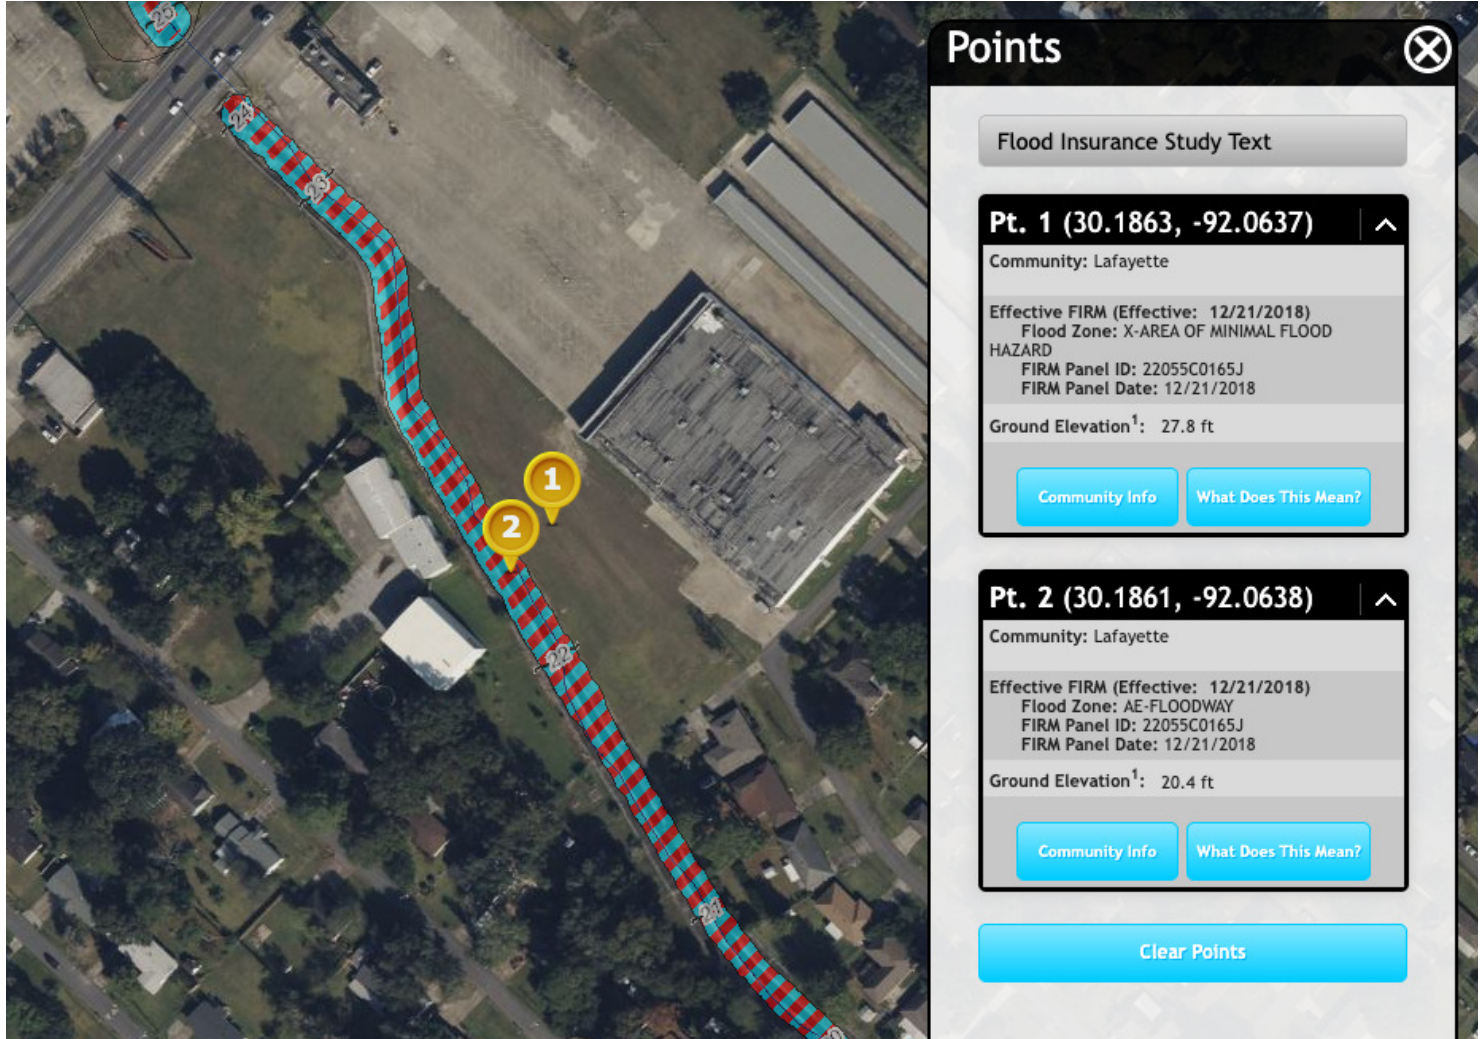 25
24
23
1
2
22
21
Points
Flood Insurance Study Text
Pt. 1 (30.1863, -92.0637)
Community: Lafayette
Effective FIRM (Effective: 12/21/2018)
Flood Zone: X-AREA OF MINIMAL FLOOD
HAZARD
FIRM Panel ID: 22055C0165J
FIRM Panel Date: 12/21/2018
Ground Elevation1: 27.8 ft
Community Info
What Does This Mean?
Pt. 2 (30.1861, -92.0638)
Community: Lafayette
Effective FIRM (Effective: 12/21/2018)
Flood Zone: AE-FLOODWAY
FIRM Panel ID: 22055C0165J
FIRM Panel Date: 12/21/2018
Ground Elevation1: 20.4 ft
Community Info
What Does This Mean?
Clear Points